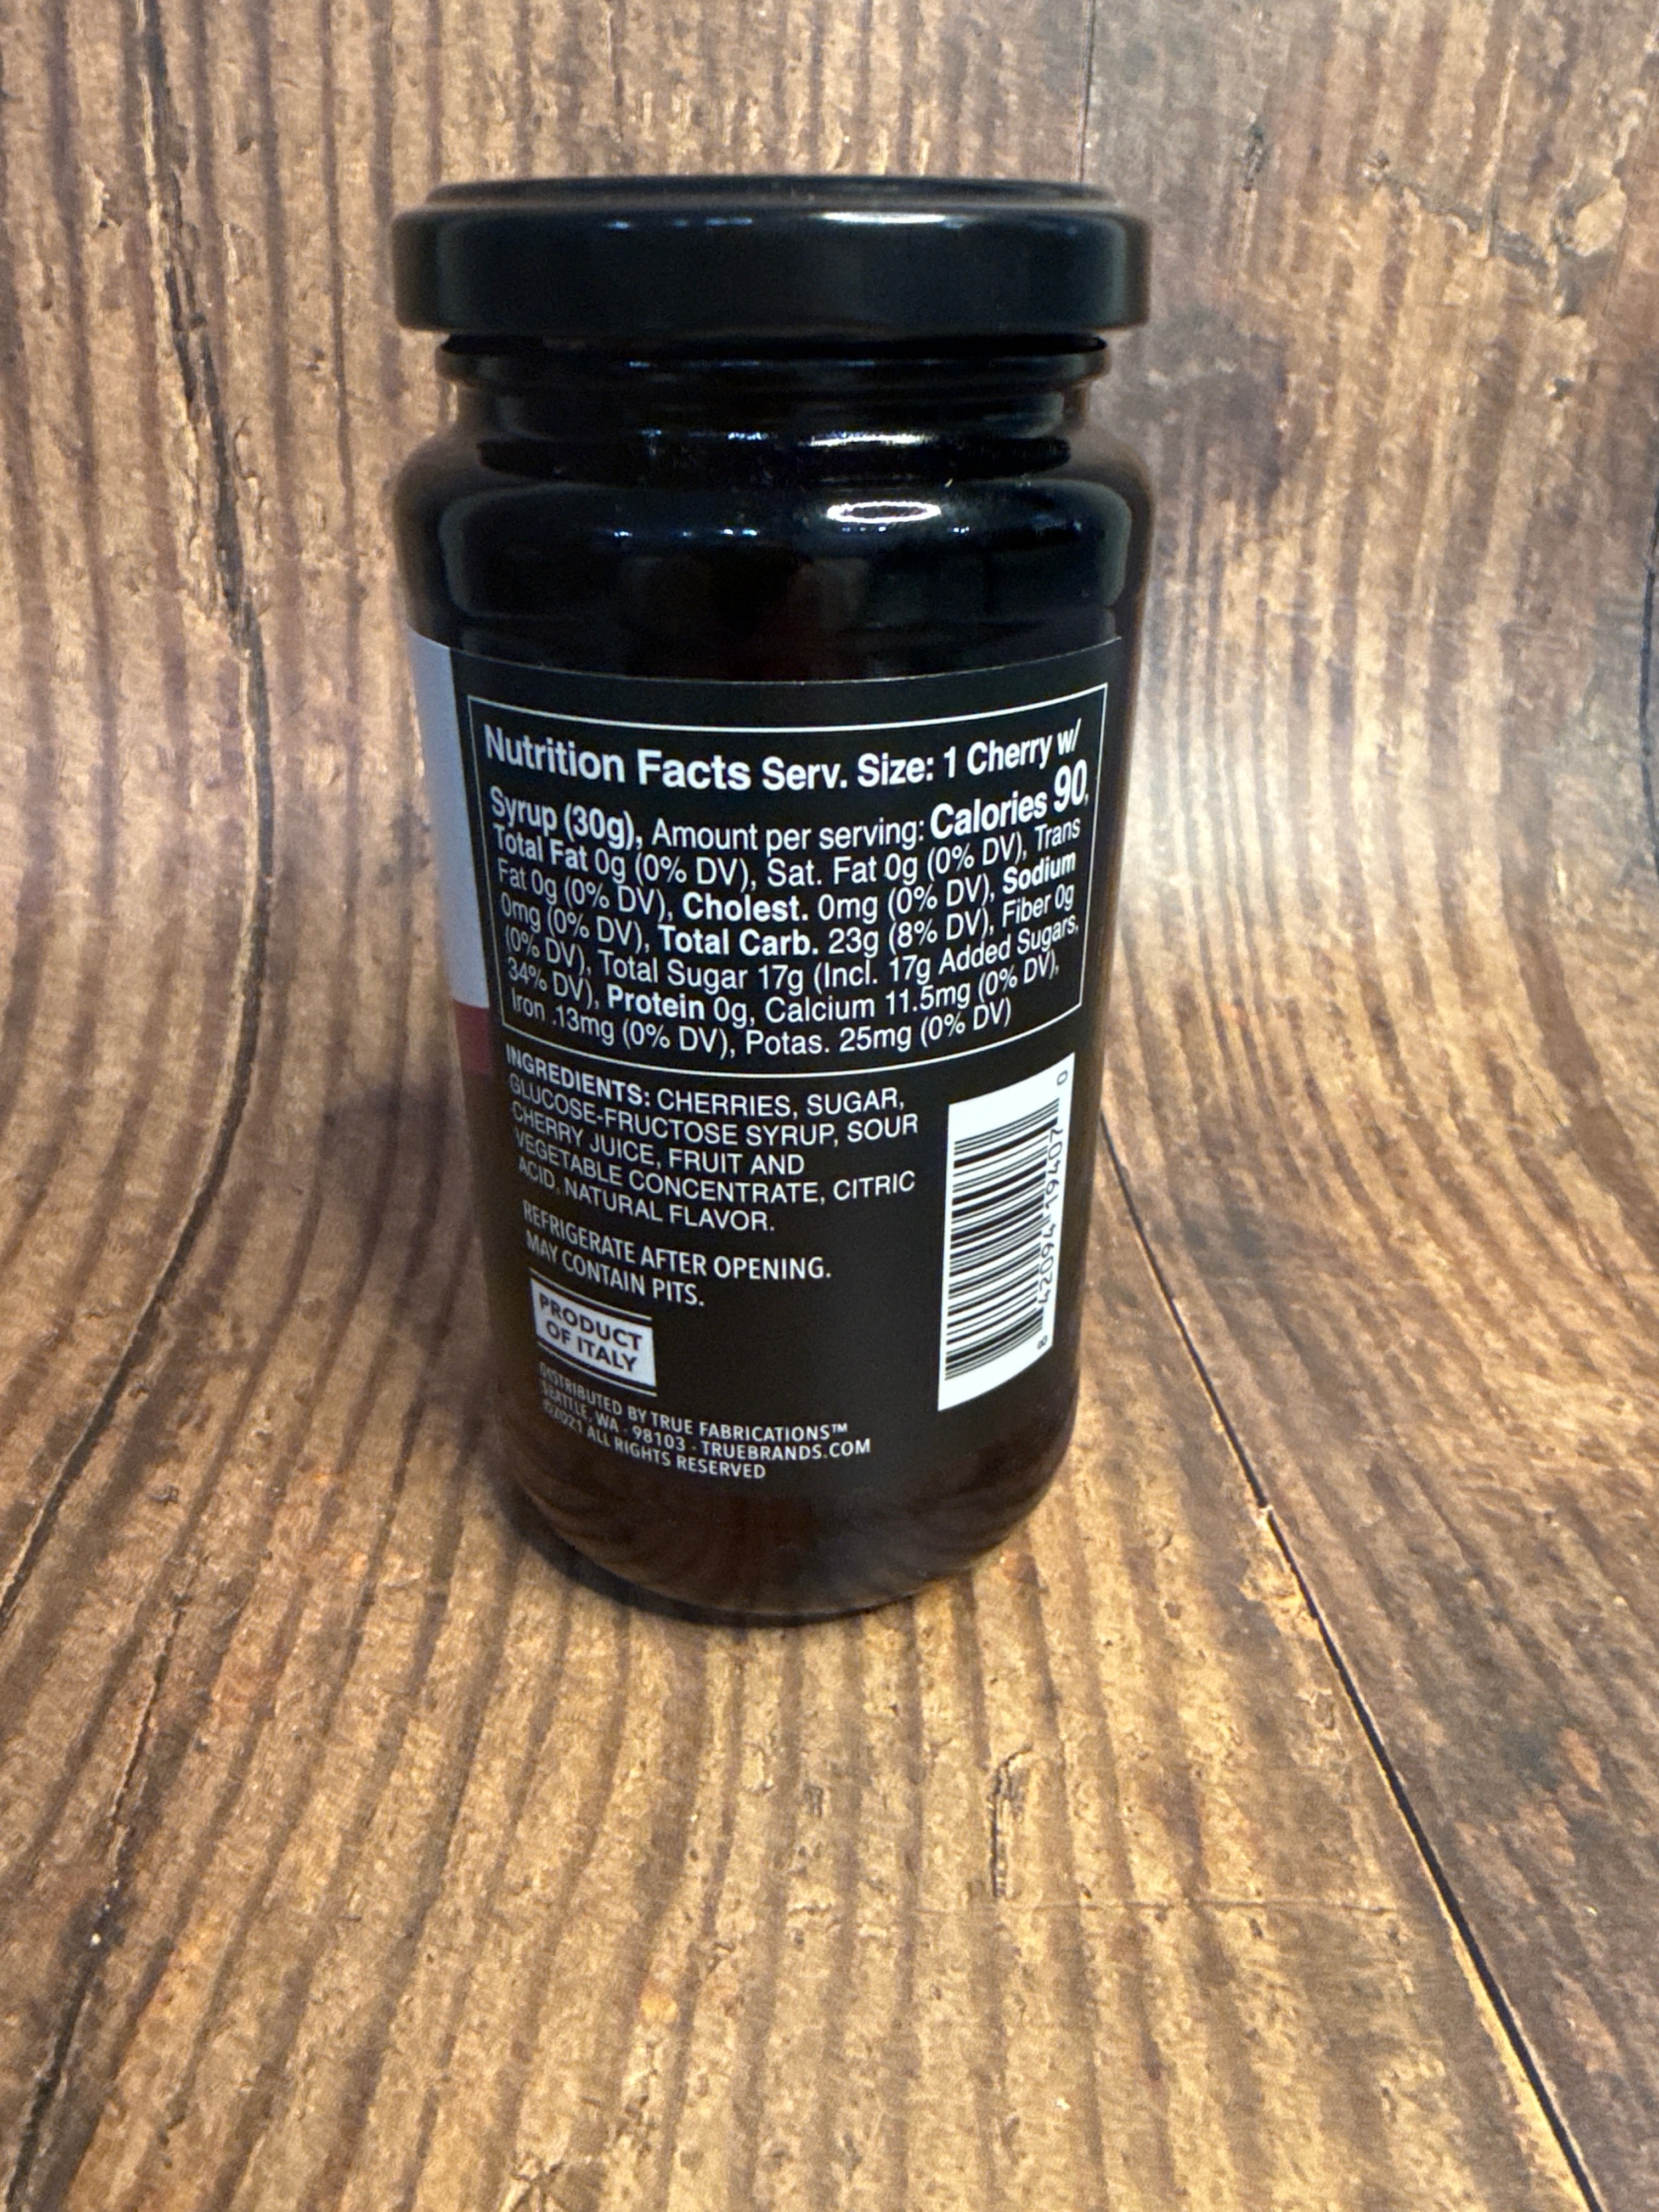 Nutrition Facts Serv. Size: 1 Cherry w/
Syrup (30g), Amount per serving: Calories 90,
Total Fat 0g (0% DV), Sat. Fat 0g (0% DV), Trans
Fat 0g (0% DV), Cholest. 0mg (0% DV), Sodium
0mg (0% DV), Total Carb. 23g (8% DV), Fiber 0g
(0% DV), Total Sugar 17g (Incl. 17g Added Sugars,
34% DV), Protein 0g, Calcium 11.5mg (0% DV),
Iron .13mg (0% DV), Potas. 25mg (0% DV)
INGREDIENTS: CHERRIES, SUGAR,
GLUCOSE-FRUCTOSE SYRUP, SOUR
CHERRY JUICE, FRUIT AND
VEGETABLE CONCENTRATE, CITRIC
ACID, NATURAL FLAVOR.
REFRIGERATE AFTER OPENING.
MAY CONTAIN PITS.
PRODUCT
OF ITALY
DISTRIBUTED BY TRUE FABRICATIONS™
SEATTLE, WA - 98103 - TRUEBRANDS.COM
©2021 ALL RIGHTS RESERVED
8 42094 19407 0